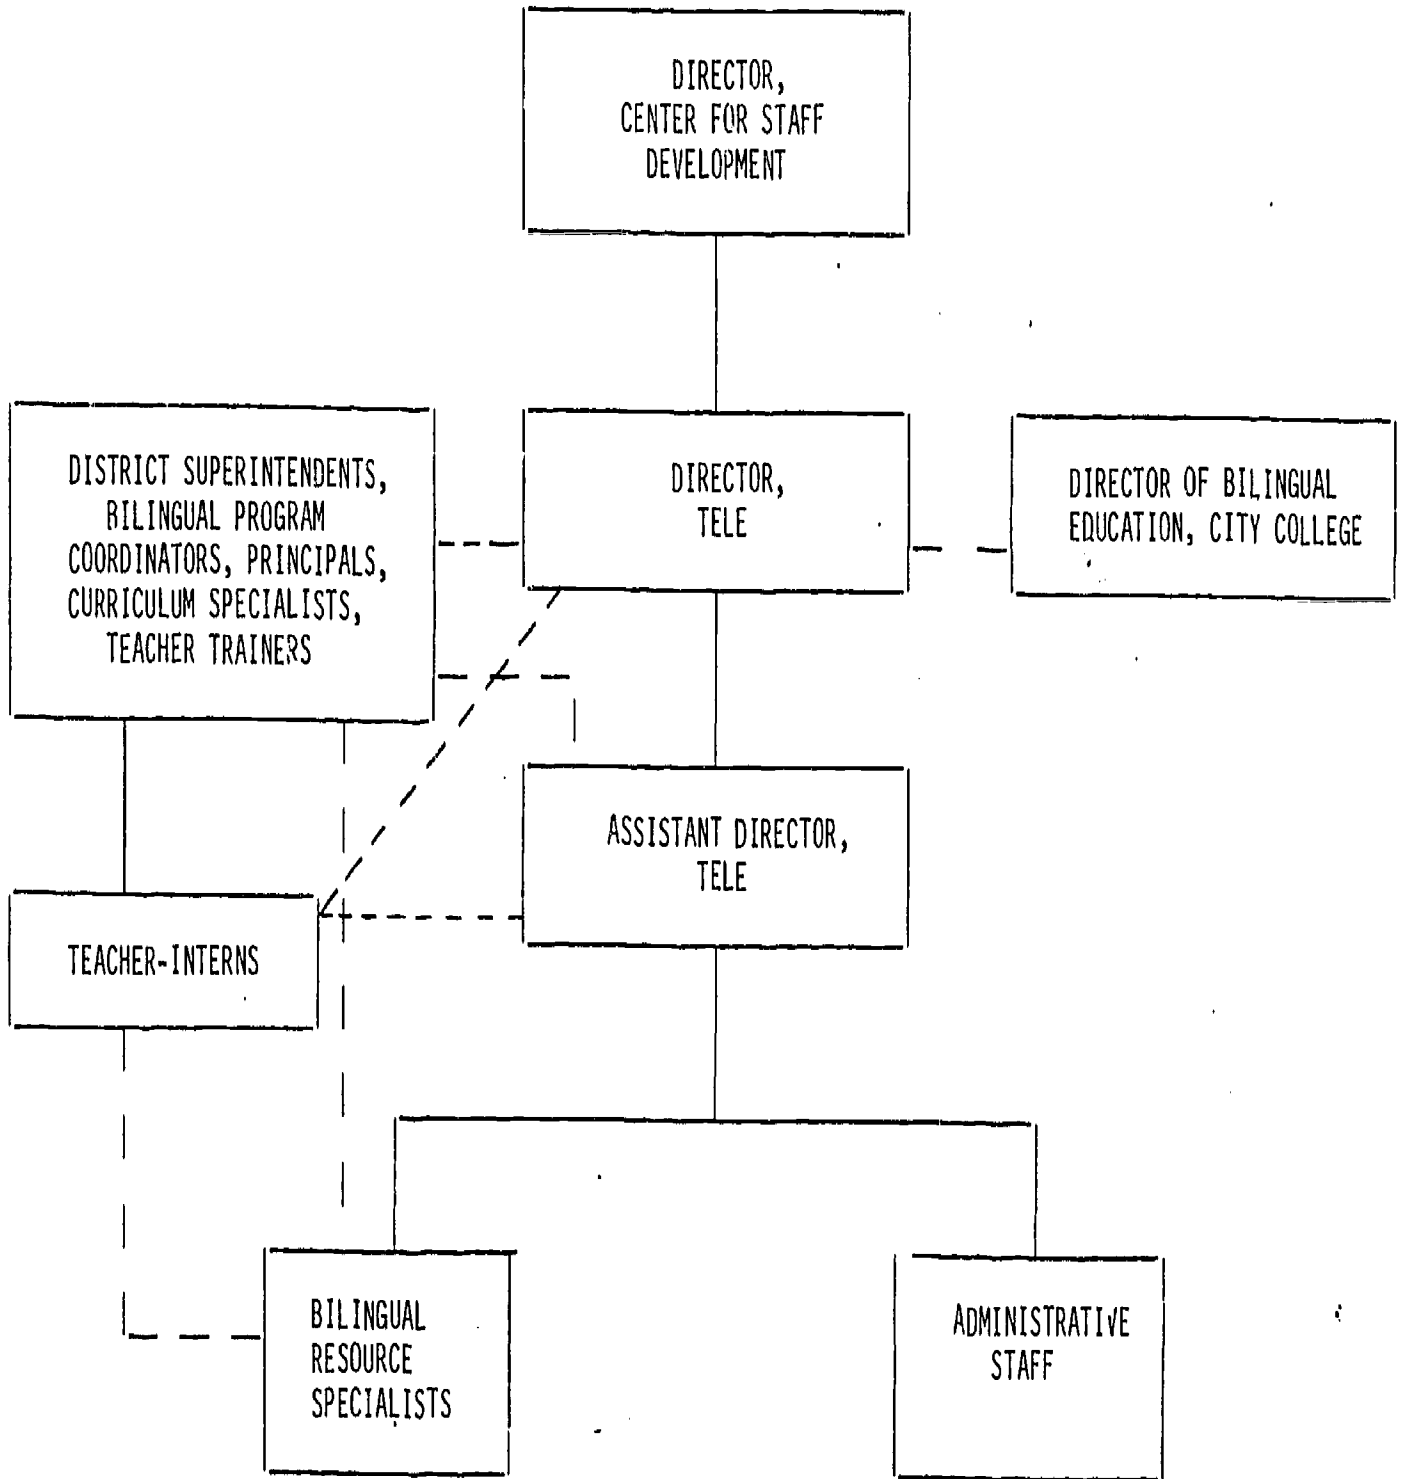 DIRECTOR,
CENTER FOR STAFF
DEVELOPMENT
DISTRICT SUPERINTENDENTS,
BILINGUAL PROGRAM
COORDINATORS, PRINCIPALS,
CURRICULUM SPECIALISTS,
TEACHER TRAINERS
DIRECTOR,
TELE
DIRECTOR OF BILINGUAL
EDUCATION, CITY COLLEGE
ASSISTANT DIRECTOR,
TELE
TEACHER-INTERNS
BILINGUAL
RESOURCE
SPECIALISTS
ADMINISTRATIVE
STAFF